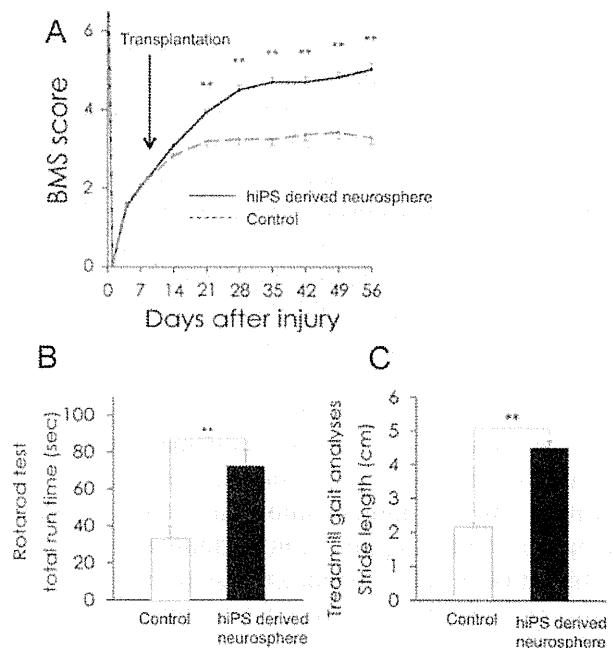 A
Transplantation
**
**
**
**
**
**
BMS score
6
4
2
0
hiPS derived neurosphere
Control
0 7 14 21 28 35 42 49 56
Days after injury
B
Rotarod test
total run time (sec)
100
80
60
40
20
0
**
Control
hiPS derived
neurosphere
C
Treadmill gait analyses
Stride length (cm)
6
5
4
3
2
1
0
**
Control
hiPS derived
neurosphere